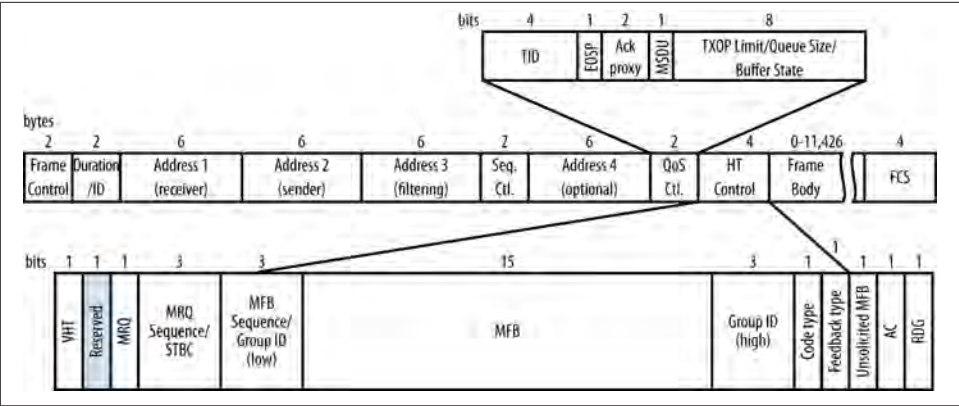 bits 4 1 2 1 8
TID EOSP Ack proxy MSDU TXOP Limit/Queue Size/ Buffer State
bytes
2 2 6 6 6 2 6 2 4 0-11,426 4
Frame Control Duration /ID Address 1 (receiver) Address 2 (sender) Address 3 (filtering) Seq. Ctl. Address 4 (optional) QoS Ctl. HT Control Frame Body FCS
bits 1 1 1 3 3 15 3 1 1 1 1 1
VHT Reserved MRQ MRQ Sequence/ STBC MFB Sequence/ Group ID (low) MFB Group ID (high) Code type Feedback type Unsolicited MFB AC RDG